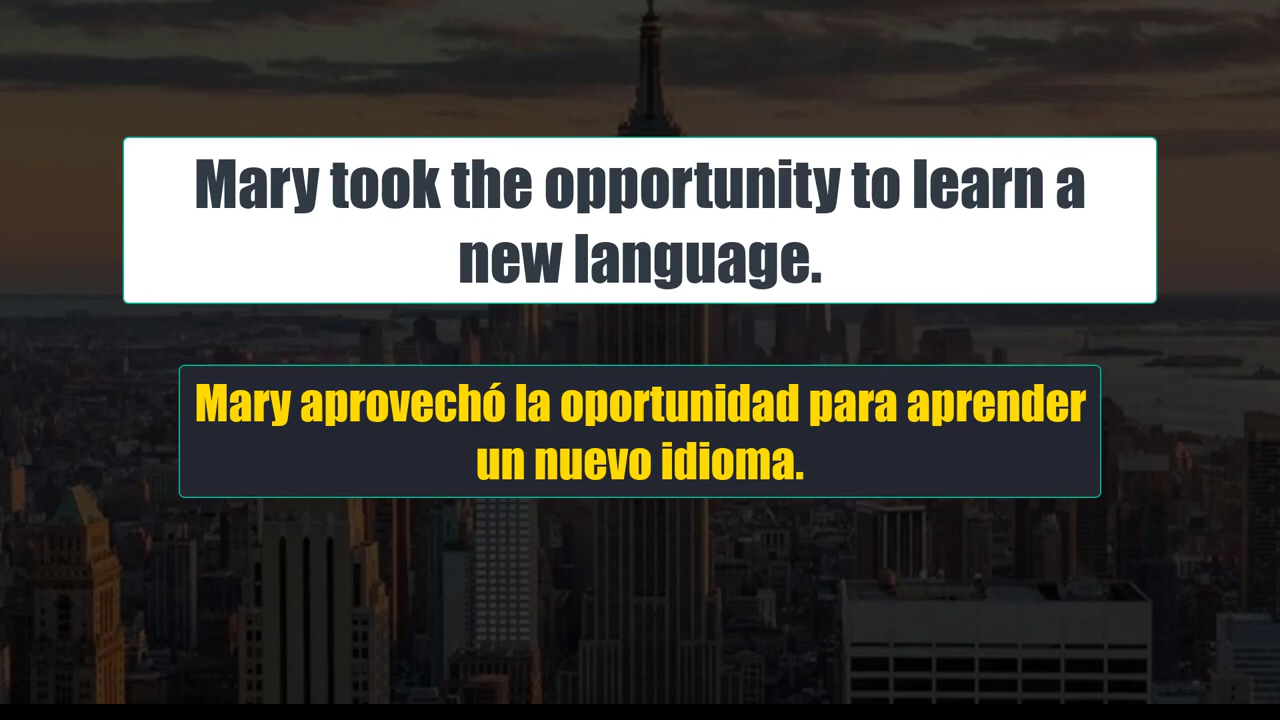 Mary took the opportunity to learn a
new language.
Mary aprovechó la oportunidad para aprender
un nuevo idioma.